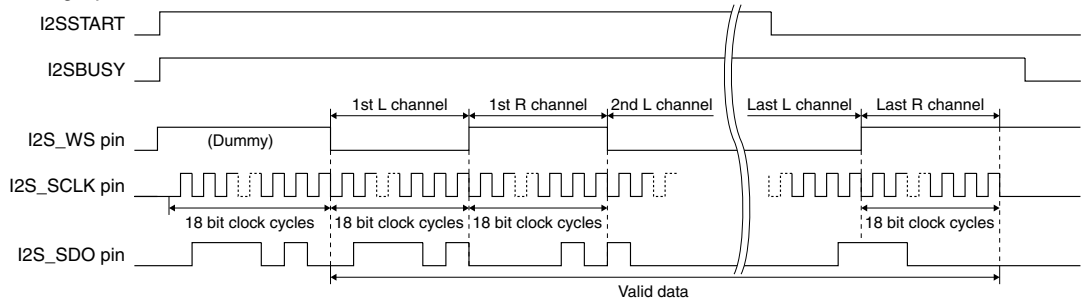 I2SSTART
I2SBUSY
1st L channel 1st R channel 2nd L channel Last L channel Last R channel
I2S_WS pin (Dummy)
I2S_SCLK pin
18 bit clock cycles 18 bit clock cycles 18 bit clock cycles 18 bit clock cycles
I2S_SDO pin
Valid data